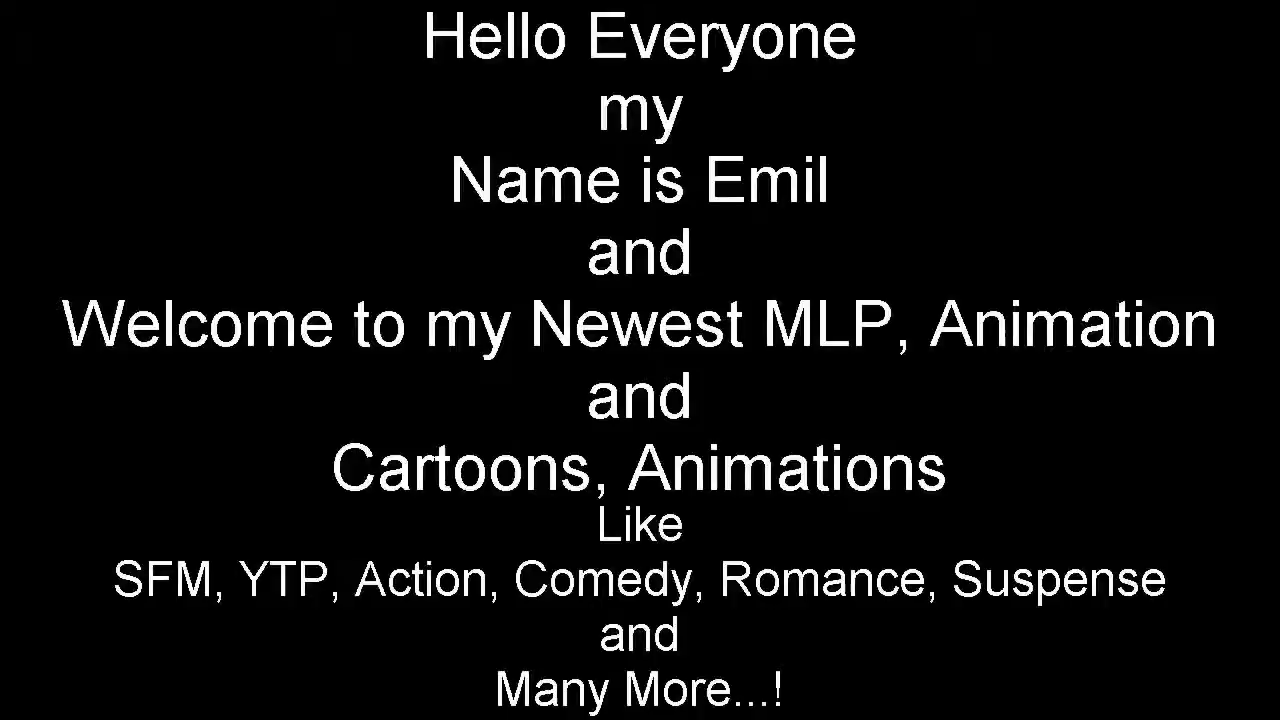 Hello Everyone
my
Name is Emil
and
Welcome to my Newest MLP, Animation
and
Cartoons, Animations
Like
SFM, YTP, Action, Comedy, Romance, Suspense
and
Many More...!